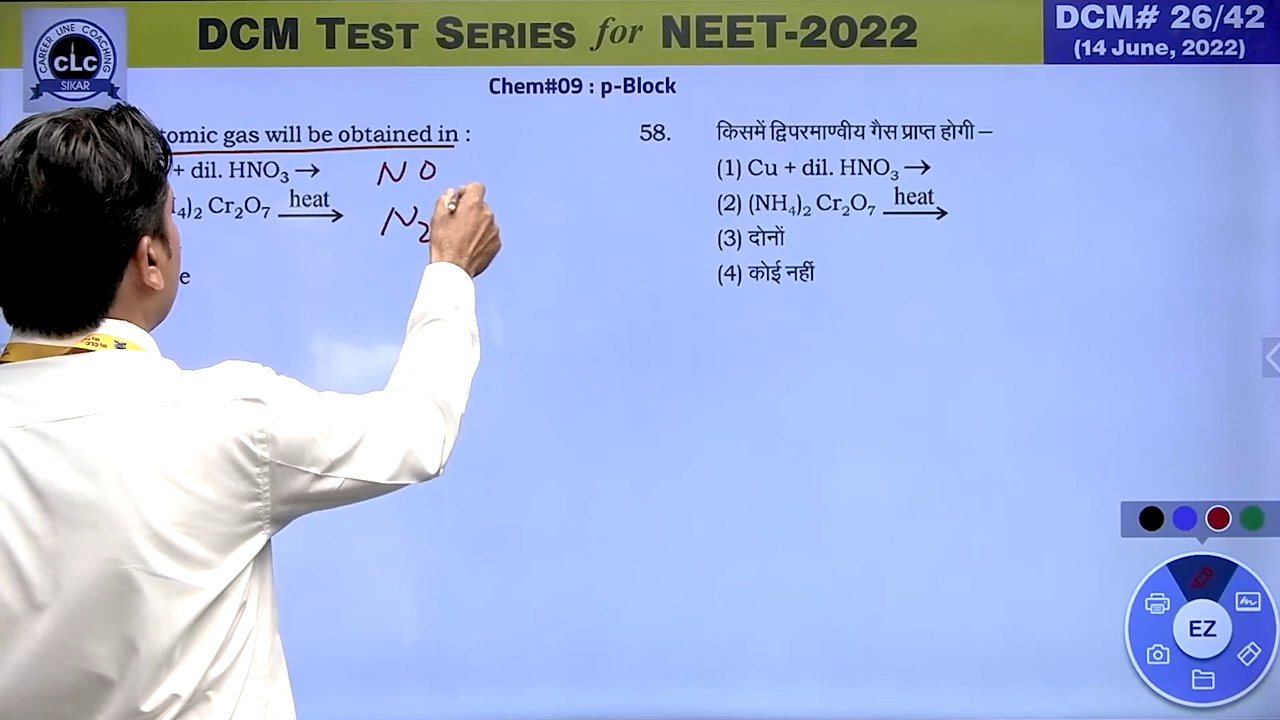 DCM TEST SERIES for NEET-2022
DCM# 26/42
(14 June, 2022)
CAREER LINE COACHING
CLC
SIKAR
Chem#09 : p-Block
tomic gas will be obtained in :
+ dil. HNO₃ → NO
₄)₂ Cr₂O₇ heat→ N₂
e
58. किसमें द्विपरमाण्वीय गैस प्राप्त होगी –
(1) Cu + dil. HNO₃ →
(2) (NH₄)₂ Cr₂O₇ heat→
(3) दोनों
(4) कोई नहीं
EZ